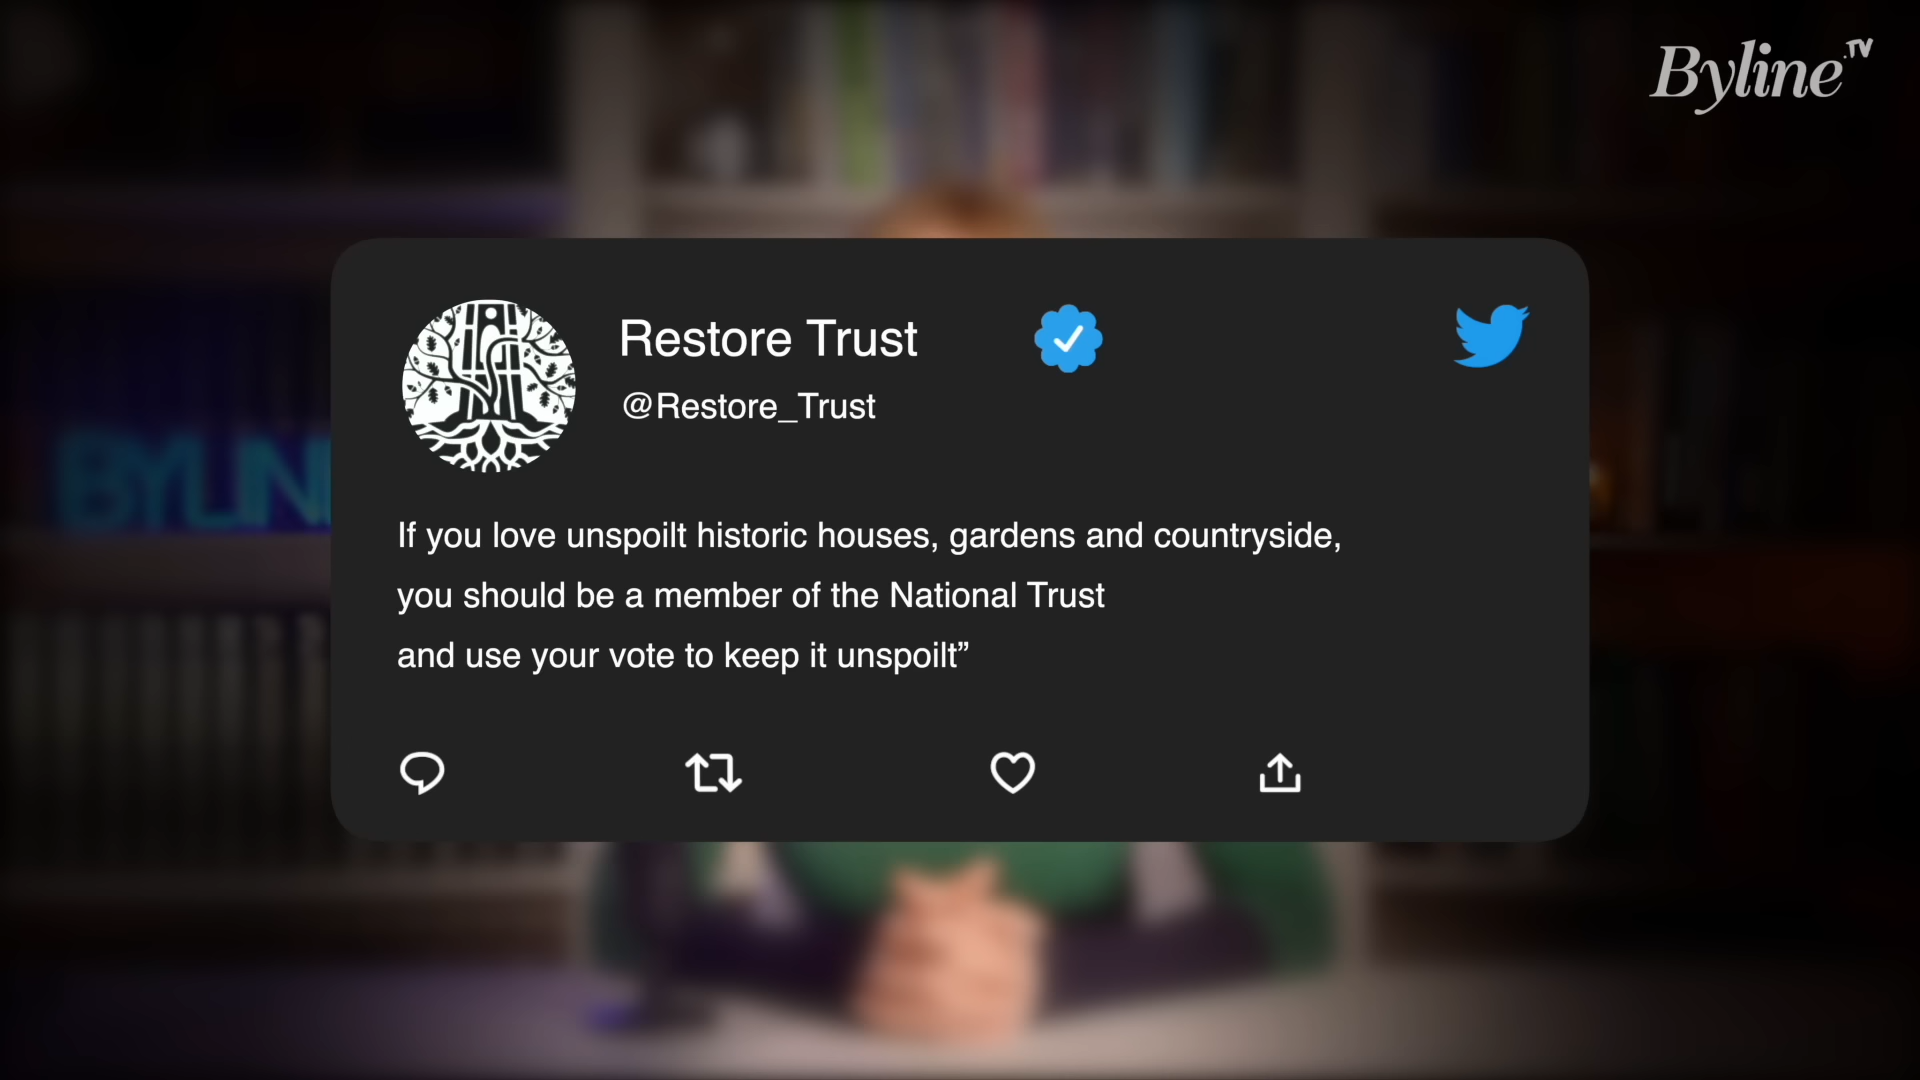 Byline.TV
Restore Trust
@Restore_Trust
If you love unspoilt historic houses, gardens and countryside,
you should be a member of the National Trust
and use your vote to keep it unspoilt”
BYLIN